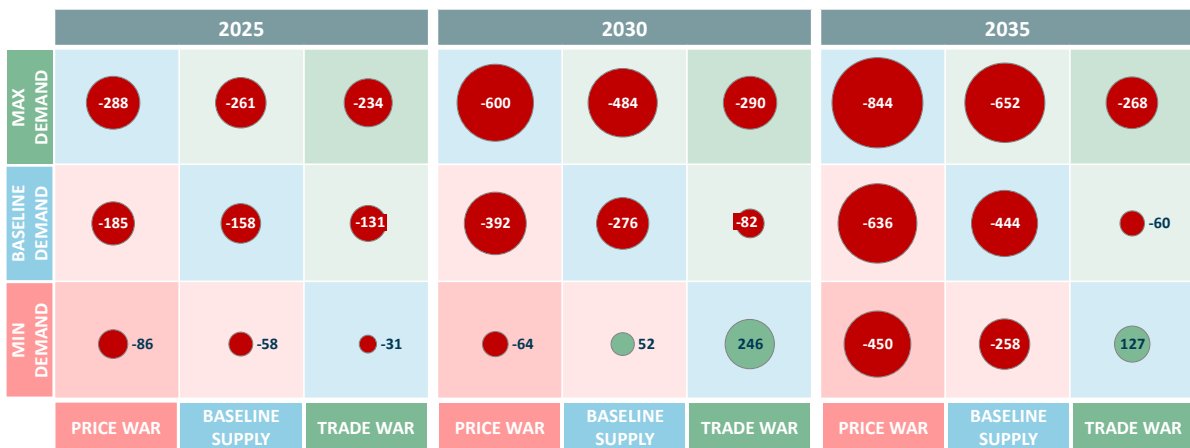 2025 2030 2035
MAX
DEMAND
-288 -261 -234 -600 -484 -290 -844 -652 -268
BASELINE
DEMAND
-185 -158 -131 -392 -276 -82 -636 -444 -60
MIN
DEMAND
-86 -58 -31 -64 52 246 -450 -258 127
PRICE WAR BASELINE SUPPLY TRADE WAR PRICE WAR BASELINE SUPPLY TRADE WAR PRICE WAR BASELINE SUPPLY TRADE WAR